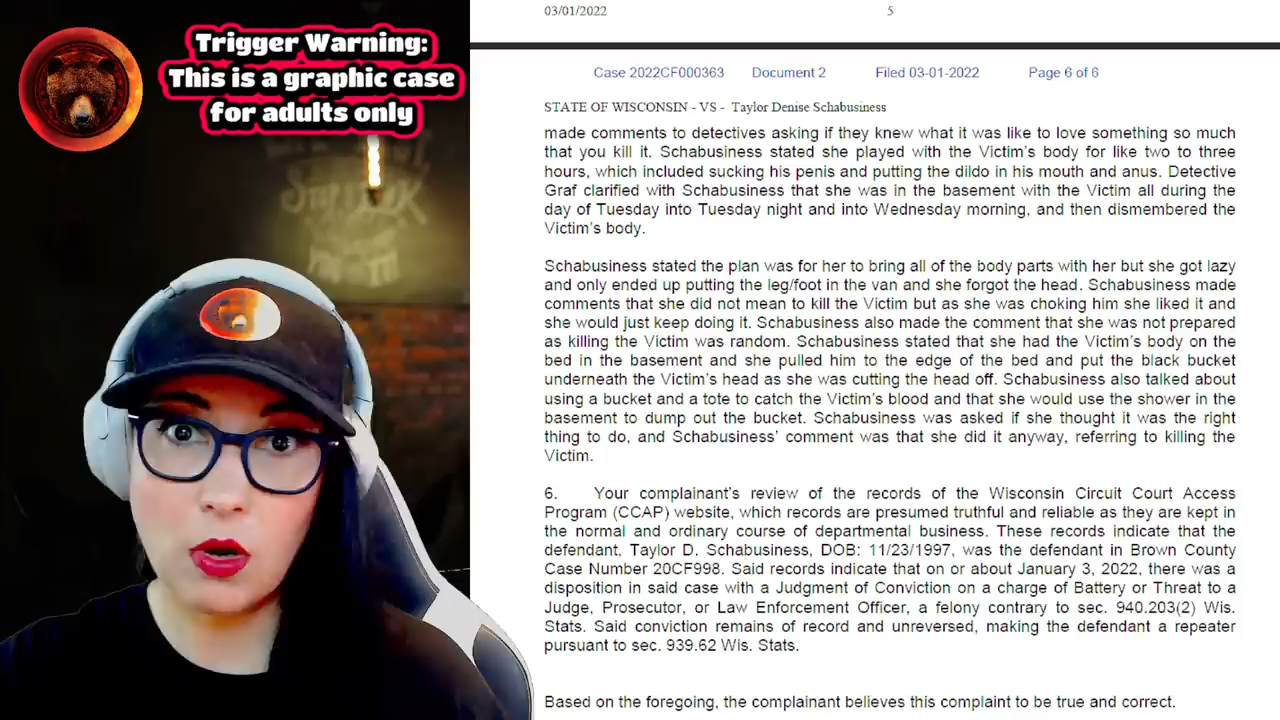 Trigger Warning:
This is a graphic case
for adults only
03/01/2022 5
Case 2022CF000363 Document 2 Filed 03-01-2022 Page 6 of 6
STATE OF WISCONSIN - VS - Taylor Denise Schabusiness
made comments to detectives asking if they knew what it was like to love something so much
that you kill it. Schabusiness stated she played with the Victim's body for like two to three
hours, which included sucking his penis and putting the dildo in his mouth and anus. Detective
Graf clarified with Schabusiness that she was in the basement with the Victim all during the
day of Tuesday into Tuesday night and into Wednesday morning, and then dismembered the
Victim's body.
Schabusiness stated the plan was for her to bring all of the body parts with her but she got lazy
and only ended up putting the leg/foot in the van and she forgot the head. Schabusiness made
comments that she did not mean to kill the Victim but as she was choking him she liked it and
she would just keep doing it. Schabusiness also made the comment that she was not prepared
as killing the Victim was random. Schabusiness stated that she had the Victim's body on the
bed in the basement and she pulled him to the edge of the bed and put the black bucket
underneath the Victim's head as she was cutting the head off. Schabusiness also talked about
using a bucket and a tote to catch the Victim's blood and that she would use the shower in the
basement to dump out the bucket. Schabusiness was asked if she thought it was the right
thing to do, and Schabusiness' comment was that she did it anyway, referring to killing the
Victim.
6. Your complainant's review of the records of the Wisconsin Circuit Court Access
Program (CCAP) website, which records are presumed truthful and reliable as they are kept in
the normal and ordinary course of departmental business. These records indicate that the
defendant, Taylor D. Schabusiness, DOB: 11/23/1997, was the defendant in Brown County
Case Number 20CF998. Said records indicate that on or about January 3, 2022, there was a
disposition in said case with a Judgment of Conviction on a charge of Battery or Threat to a
Judge, Prosecutor, or Law Enforcement Officer, a felony contrary to sec. 940.203(2) Wis.
Stats. Said conviction remains of record and unreversed, making the defendant a repeater
pursuant to sec. 939.62 Wis. Stats.
Based on the foregoing, the complainant believes this complaint to be true and correct.